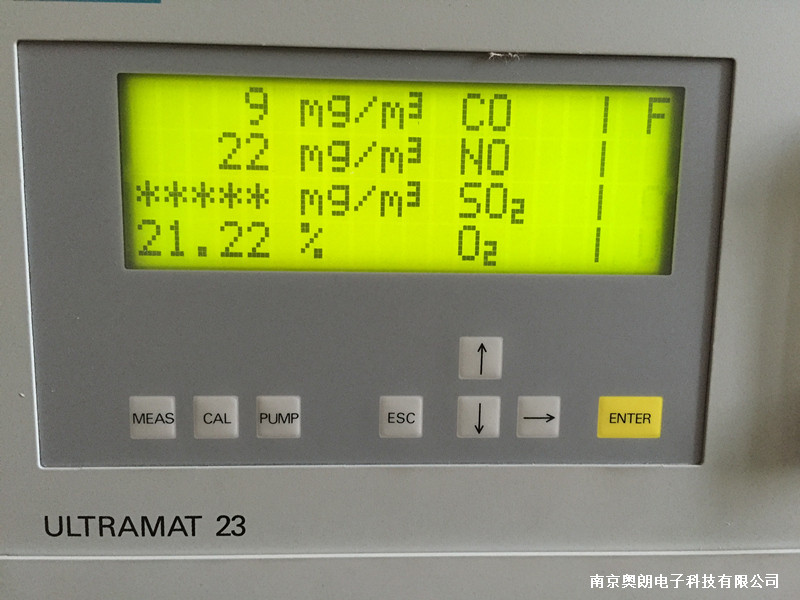 9 mg/m³ CO | F
22 mg/m³ NO |
***** mg/m³ SO₂ |
21.22 % O₂ |
↑
MEAS CAL PUMP ESC ↓ → ENTER
ULTRAMAT 23
南京奥朗电子科技有限公司